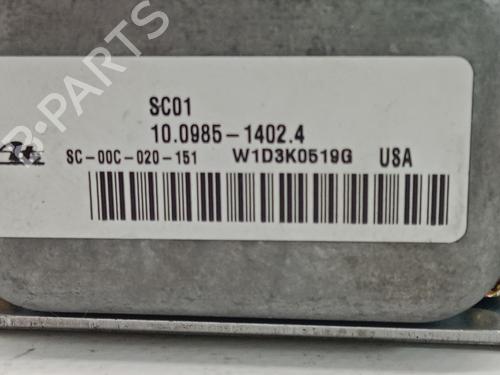 SC01
10.0985-1402.4
SC-00C-020-151 W1D3K0519G USA
B-PARTS